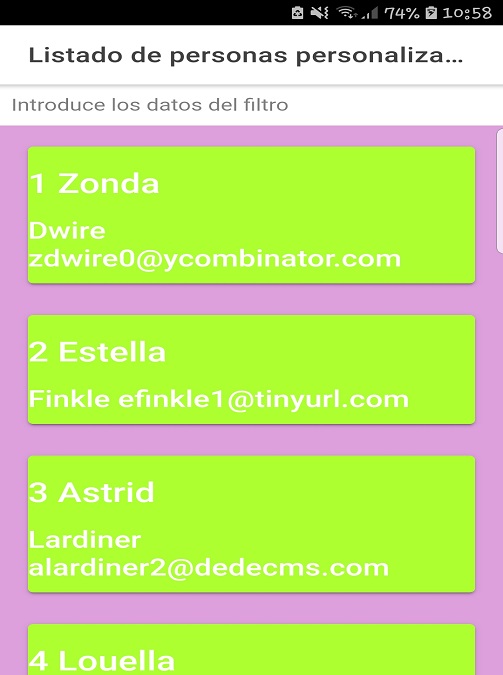 74% 10:58
Listado de personas personaliza...
Introduce los datos del filtro
1 Zonda
Dwire
zdwire0@ycombinator.com
2 Estella
Finkle efinkle1@tinyurl.com
3 Astrid
Lardiner
alardiner2@dedecms.com
4 Louella